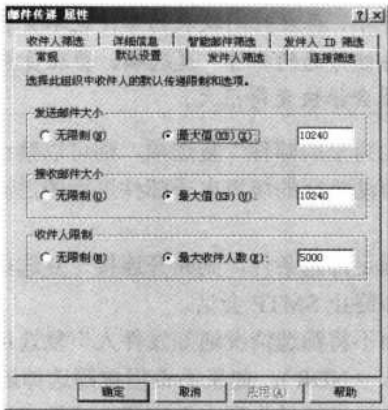 邮件传递 属性
收件人筛选 详细信息 智能邮件筛选 发件人 ID 筛选
常规 默认设置 发件人筛选 连接筛选
选择此组织中收件人的默认传递限制和选项。
发送邮件大小
无限制(N) 最大值(KB)(X): 10240
接收邮件大小
无限制(O) 最大值(KB)(U): 10240
收件人限制
无限制 最大收件人数 5000
确定 取消 应用(A) 帮助